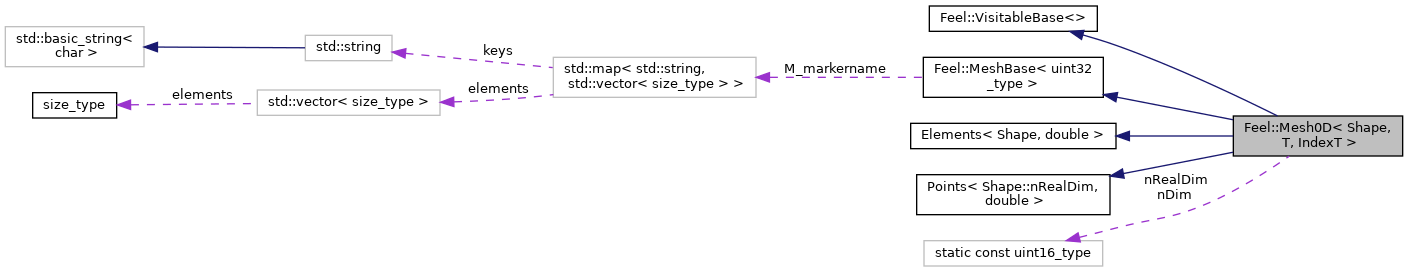 Feel::VisitableBase<>
std::basic_string<
char >
std::string
keys
std::map< std::string,
std::vector< size_type > >
M_markername
Feel::MeshBase< uint32
_type >
size_type
elements
std::vector< size_type >
elements
Elements< Shape, double >
Feel::Mesh0D< Shape,
T, IndexT >
Points< Shape::nRealDim,
double >
nRealDim
nDim
static const uint16_type